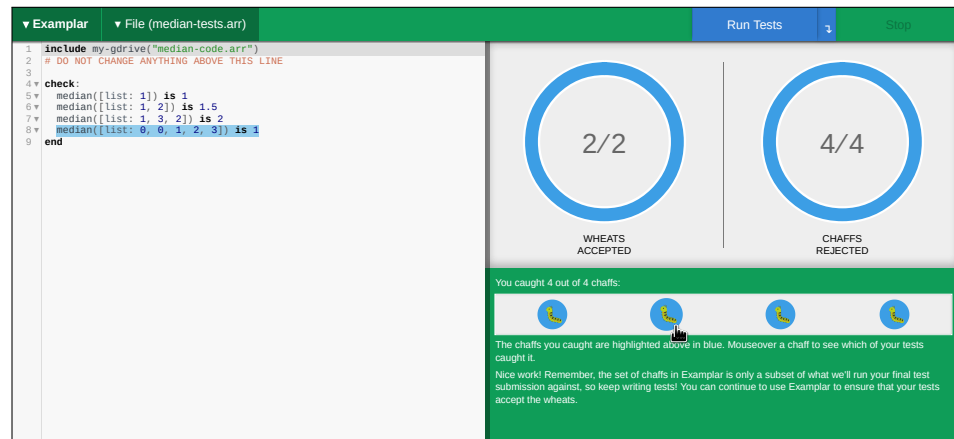 ▾ Examplar ▾ File (median-tests.arr) Run Tests ↴ Stop
1 include my-gdrive("median-code.arr")
2 # DO NOT CHANGE ANYTHING ABOVE THIS LINE
3
4 ▾ check:
5 ▾ median([list: 1]) is 1
6 ▾ median([list: 1, 2]) is 1.5
7 ▾ median([list: 1, 3, 2]) is 2
8 ▾ median([list: 0, 0, 1, 2, 3]) is 1
9 end
2/2 4/4
WHEATS
ACCEPTED
CHAFFS
REJECTED
You caught 4 out of 4 chaffs:
The chaffs you caught are highlighted above in blue. Mouseover a chaff to see which of your tests
caught it.
Nice work! Remember, the set of chaffs in Examplar is only a subset of what we'll run your final test
submission against, so keep writing tests! You can continue to use Examplar to ensure that your tests
accept the wheats.